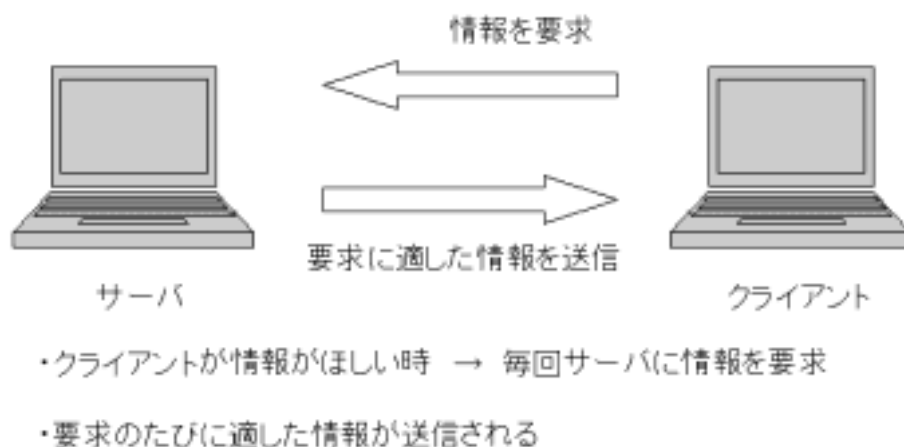 情報を要求
要求に適した情報を送信
サーバ
クライアント
・クライアントが情報がほしい時 → 毎回サーバに情報を要求
・要求のたびに適した情報が送信される